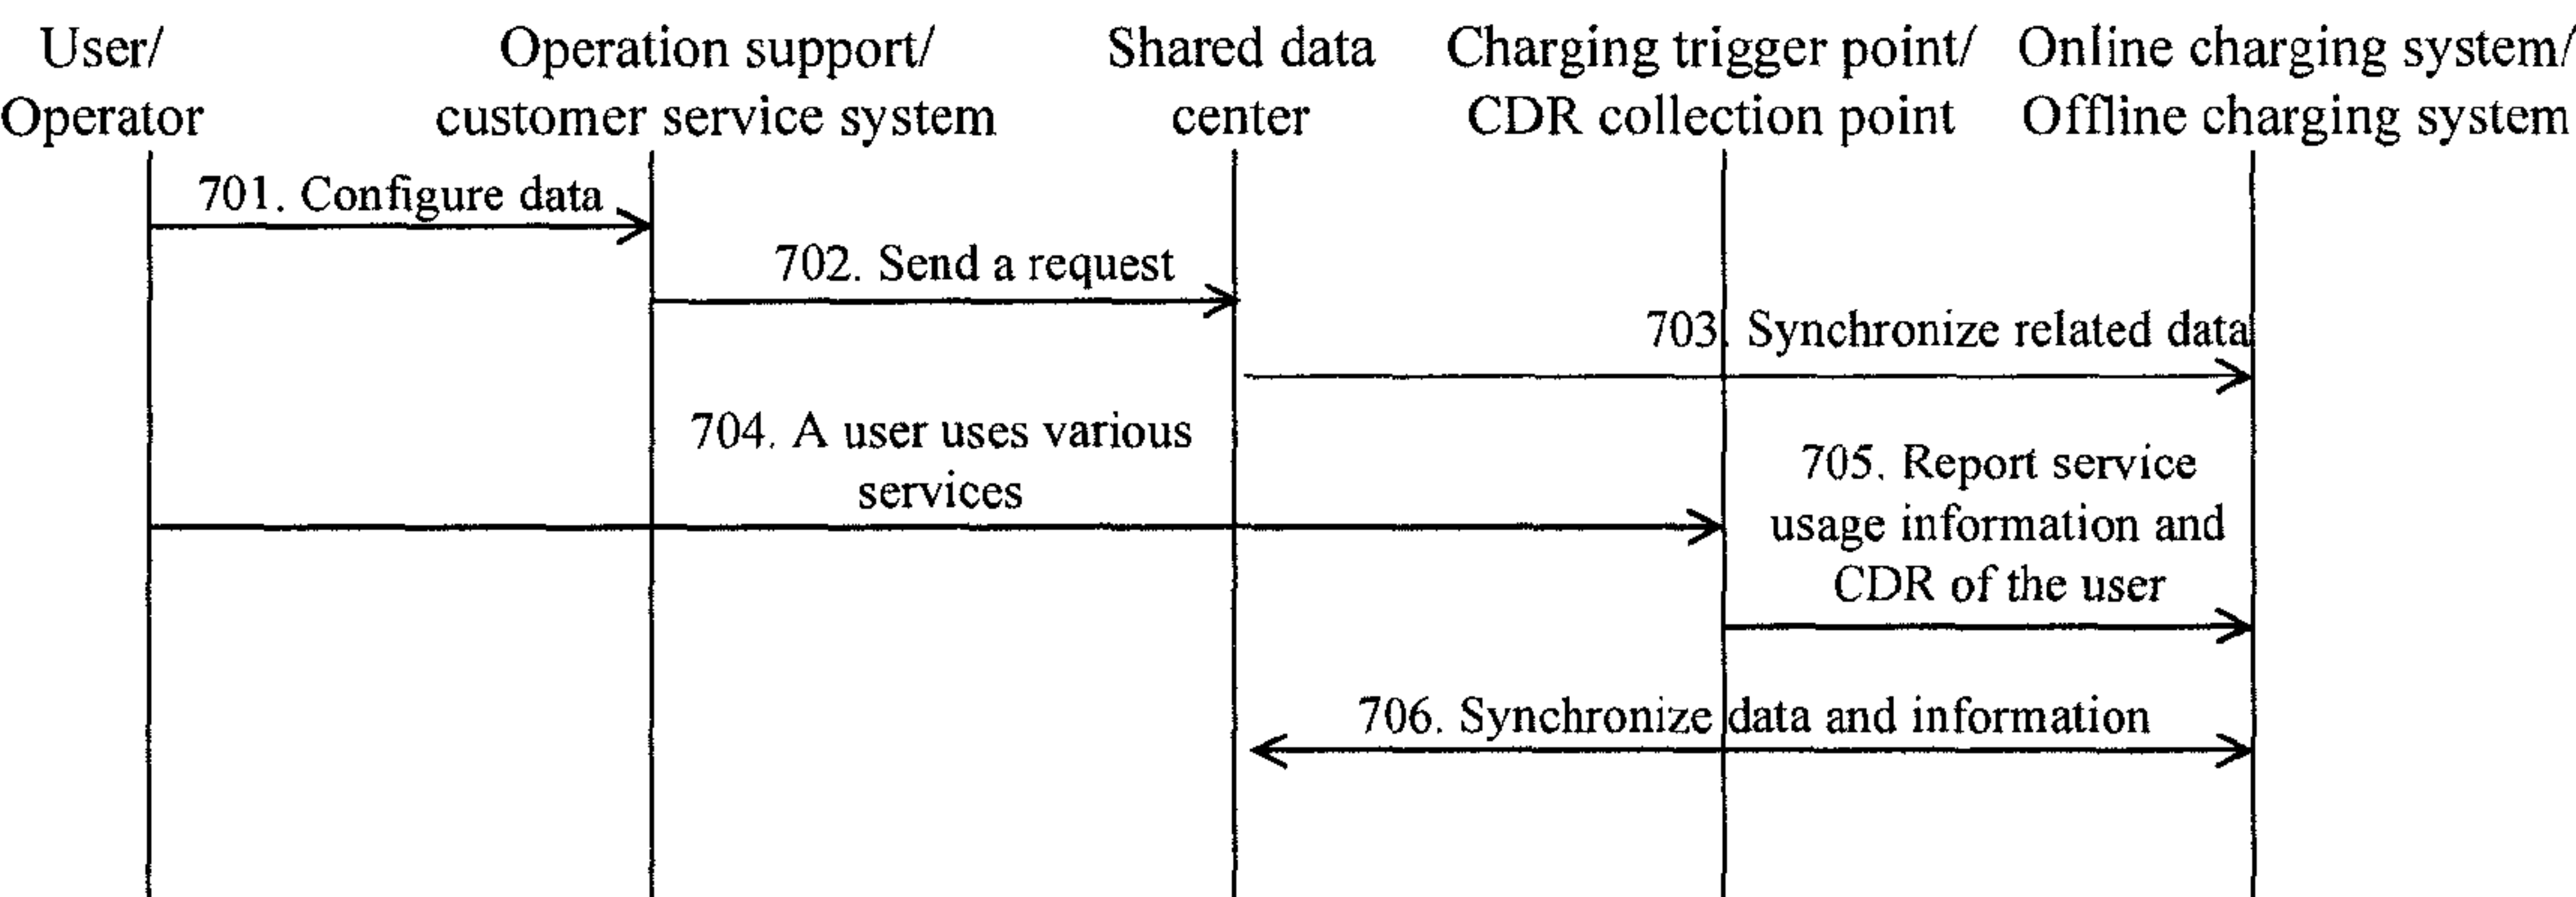 User/
Operator
Operation support/
customer service system
Shared data
center
Charging trigger point/
CDR collection point
Online charging system/
Offline charging system
701. Configure data
702. Send a request
703. Synchronize related data
704. A user uses various
services
705. Report service
usage information and
CDR of the user
706. Synchronize data and information